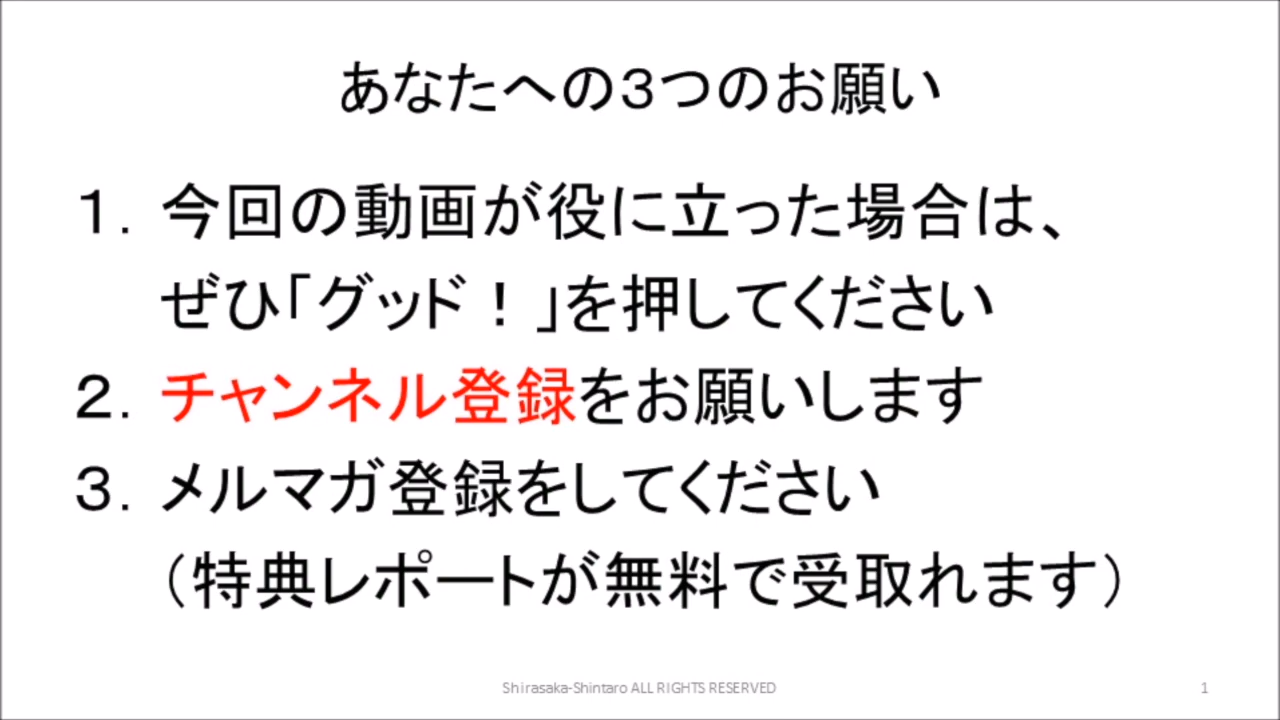 あなたへの３つのお願い
１．今回の動画が役に立った場合は、
ぜひ「グッド！」を押してください
２．チャンネル登録をお願いします
３．メルマガ登録をしてください
（特典レポートが無料で受取れます）
Shirasaka-Shintaro ALL RIGHTS RESERVED
1